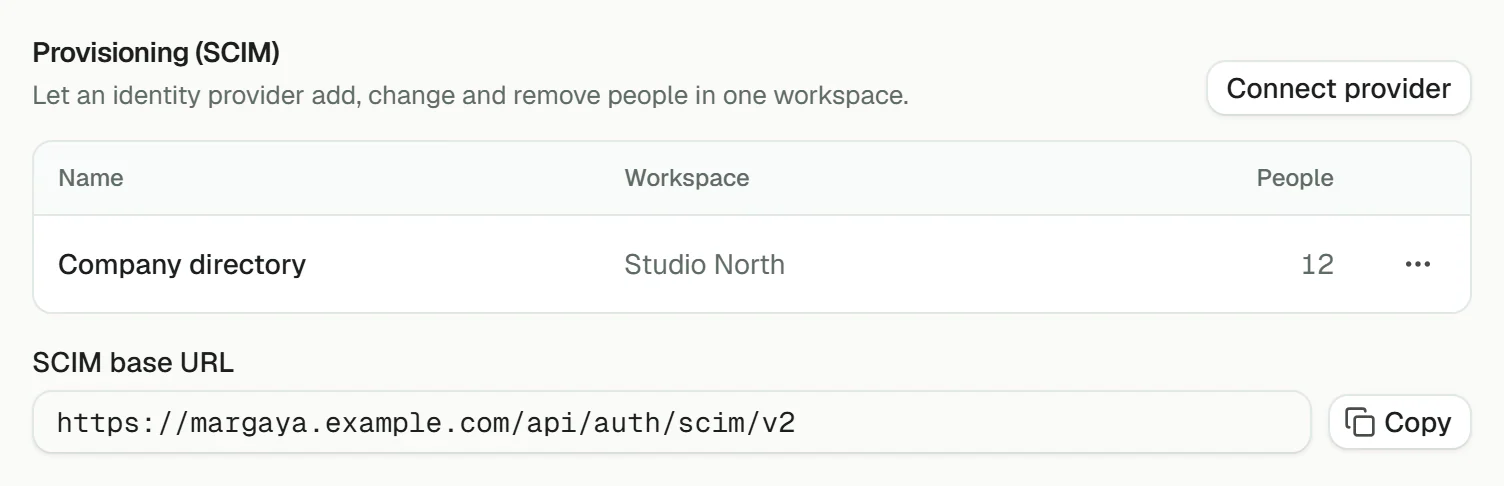 Provisioning (SCIM)
Let an identity provider add, change and remove people in one workspace.
Connect provider
Name Workspace People
Company directory Studio North 12
SCIM base URL
https://margaya.example.com/api/auth/scim/v2
Copy